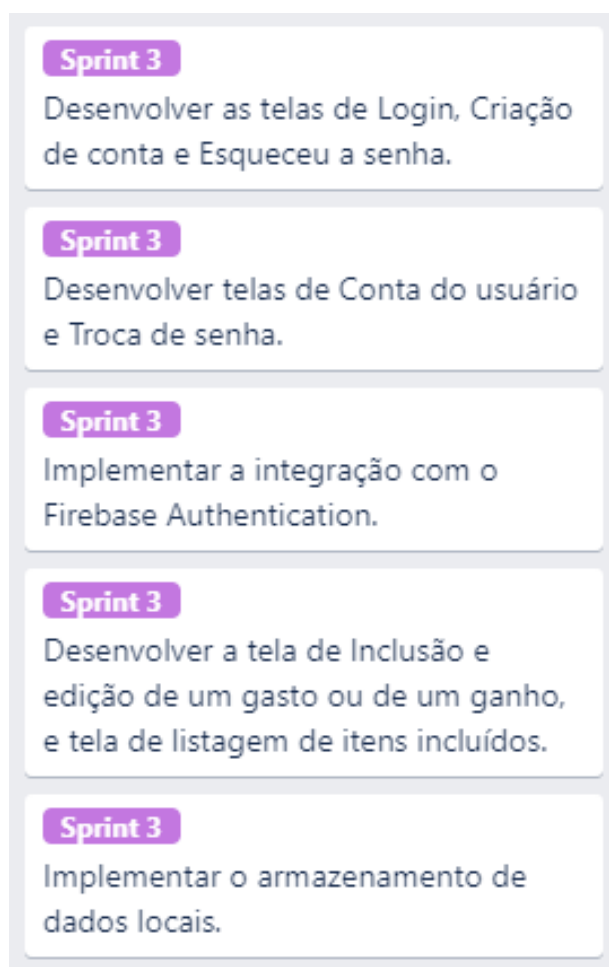 Sprint 3
Desenvolver as telas de Login, Criação
de conta e Esqueceu a senha.
Sprint 3
Desenvolver telas de Conta do usuário
e Troca de senha.
Sprint 3
Implementar a integração com o
Firebase Authentication.
Sprint 3
Desenvolver a tela de Inclusão e
edição de um gasto ou de um ganho,
e tela de listagem de itens incluídos.
Sprint 3
Implementar o armazenamento de
dados locais.